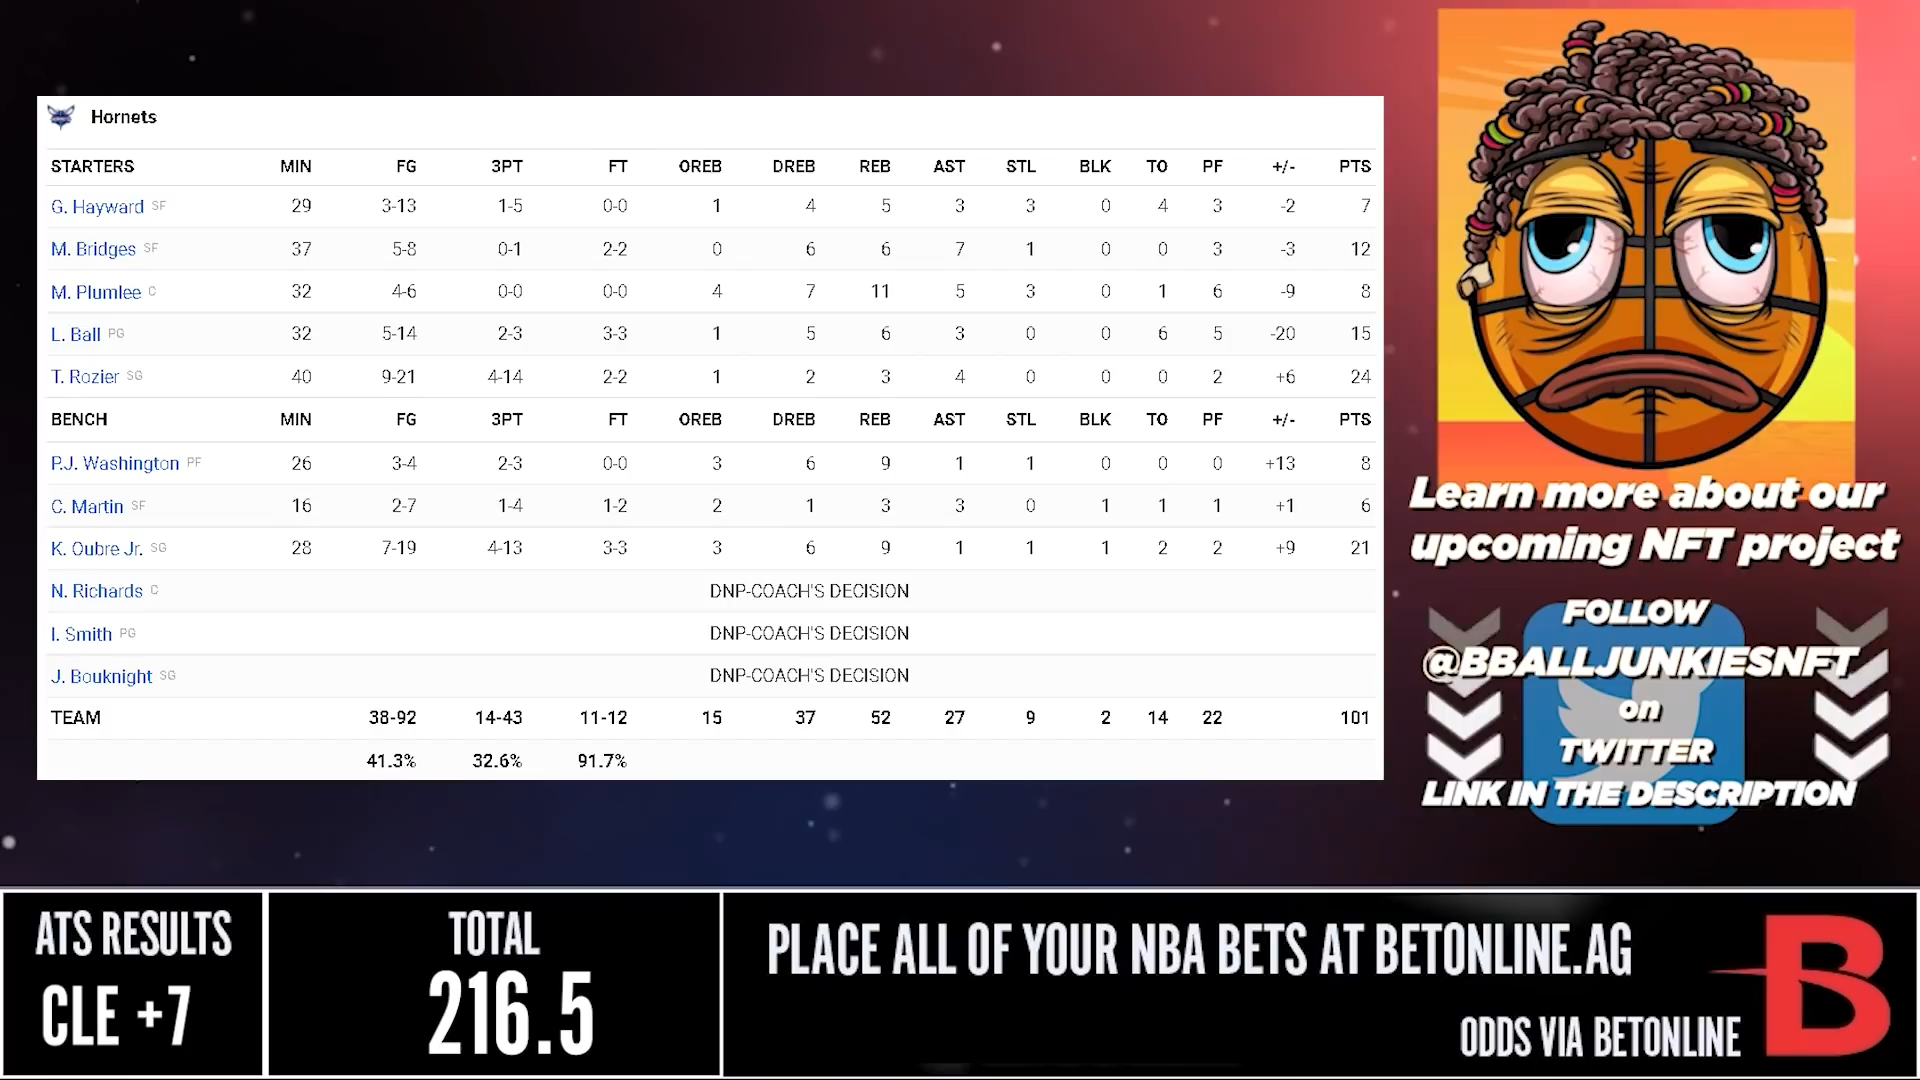 Hornets
STARTERS MIN FG 3PT FT OREB DREB REB AST STL BLK TO PF +/- PTS
G. Hayward SF 29 3-13 1-5 0-0 1 4 5 3 3 0 4 3 -2 7
M. Bridges SF 37 5-8 0-1 2-2 0 6 6 7 1 0 0 3 -3 12
M. Plumlee C 32 4-6 0-0 0-0 4 7 11 5 3 0 1 6 -9 8
L. Ball PG 32 5-14 2-3 3-3 1 5 6 3 0 0 6 5 -20 15
T. Rozier SG 40 9-21 4-14 2-2 1 2 3 4 0 0 0 2 +6 24
BENCH MIN FG 3PT FT OREB DREB REB AST STL BLK TO PF +/- PTS
P.J. Washington PF 26 3-4 2-3 0-0 3 6 9 1 1 0 0 0 +13 8
C. Martin SF 16 2-7 1-4 1-2 2 1 3 3 0 1 1 1 +1 6
K. Oubre Jr. SG 28 7-19 4-13 3-3 3 6 9 1 1 1 2 2 +9 21
N. Richards C DNP-COACH'S DECISION
I. Smith PG DNP-COACH'S DECISION
J. Bouknight SG DNP-COACH'S DECISION
TEAM 38-92 14-43 11-12 15 37 52 27 9 2 14 22 101
41.3% 32.6% 91.7%
Learn more about our
upcoming NFT project
FOLLOW
@BBALLJUNKIESNFT
on
TWITTER
LINK IN THE DESCRIPTION
ATS RESULTS
CLE +7
TOTAL
216.5
PLACE ALL OF YOUR NBA BETS AT BETONLINE.AG
ODDS VIA BETONLINE
B